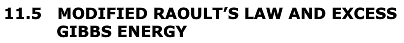 11.5 MODIFIED RAOULT'S LAW AND EXCESS
GIBBS ENERGY